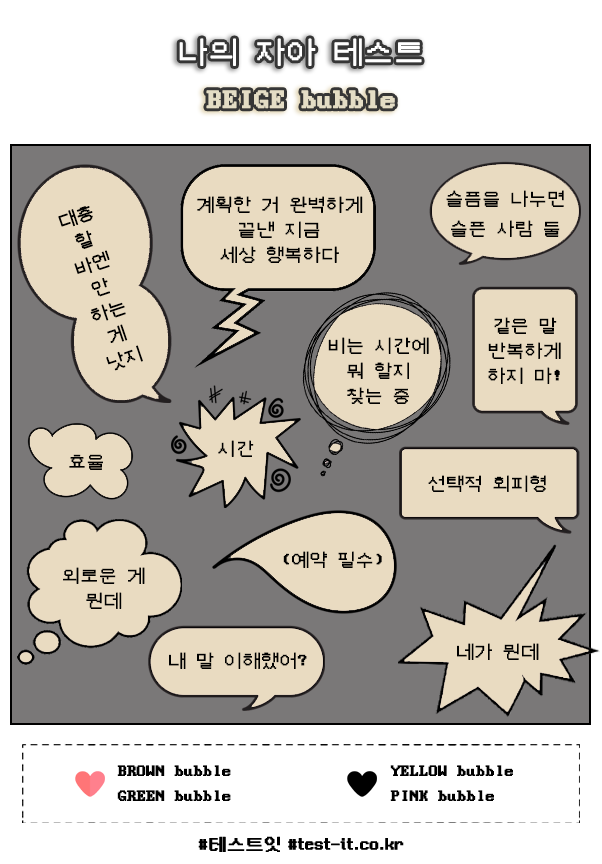 나의 자아 테스트
BEIGE bubble
대충
할
바엔
안
하는
게
낫지
계획한 거 완벽하게
끝낸 지금
세상 행복하다
슬픔을 나누면
슬픈 사람 둘
비는 시간에
뭐 할지
찾는 중
같은 말
반복하게
하지 마!
효율
시간
선택적 회피형
외로운 게
뭔데
(예약 필수)
내 말 이해했어?
네가 뭔데
BROWN bubble
GREEN bubble
YELLOW bubble
PINK bubble
#테스트잇 #test-it.co.kr